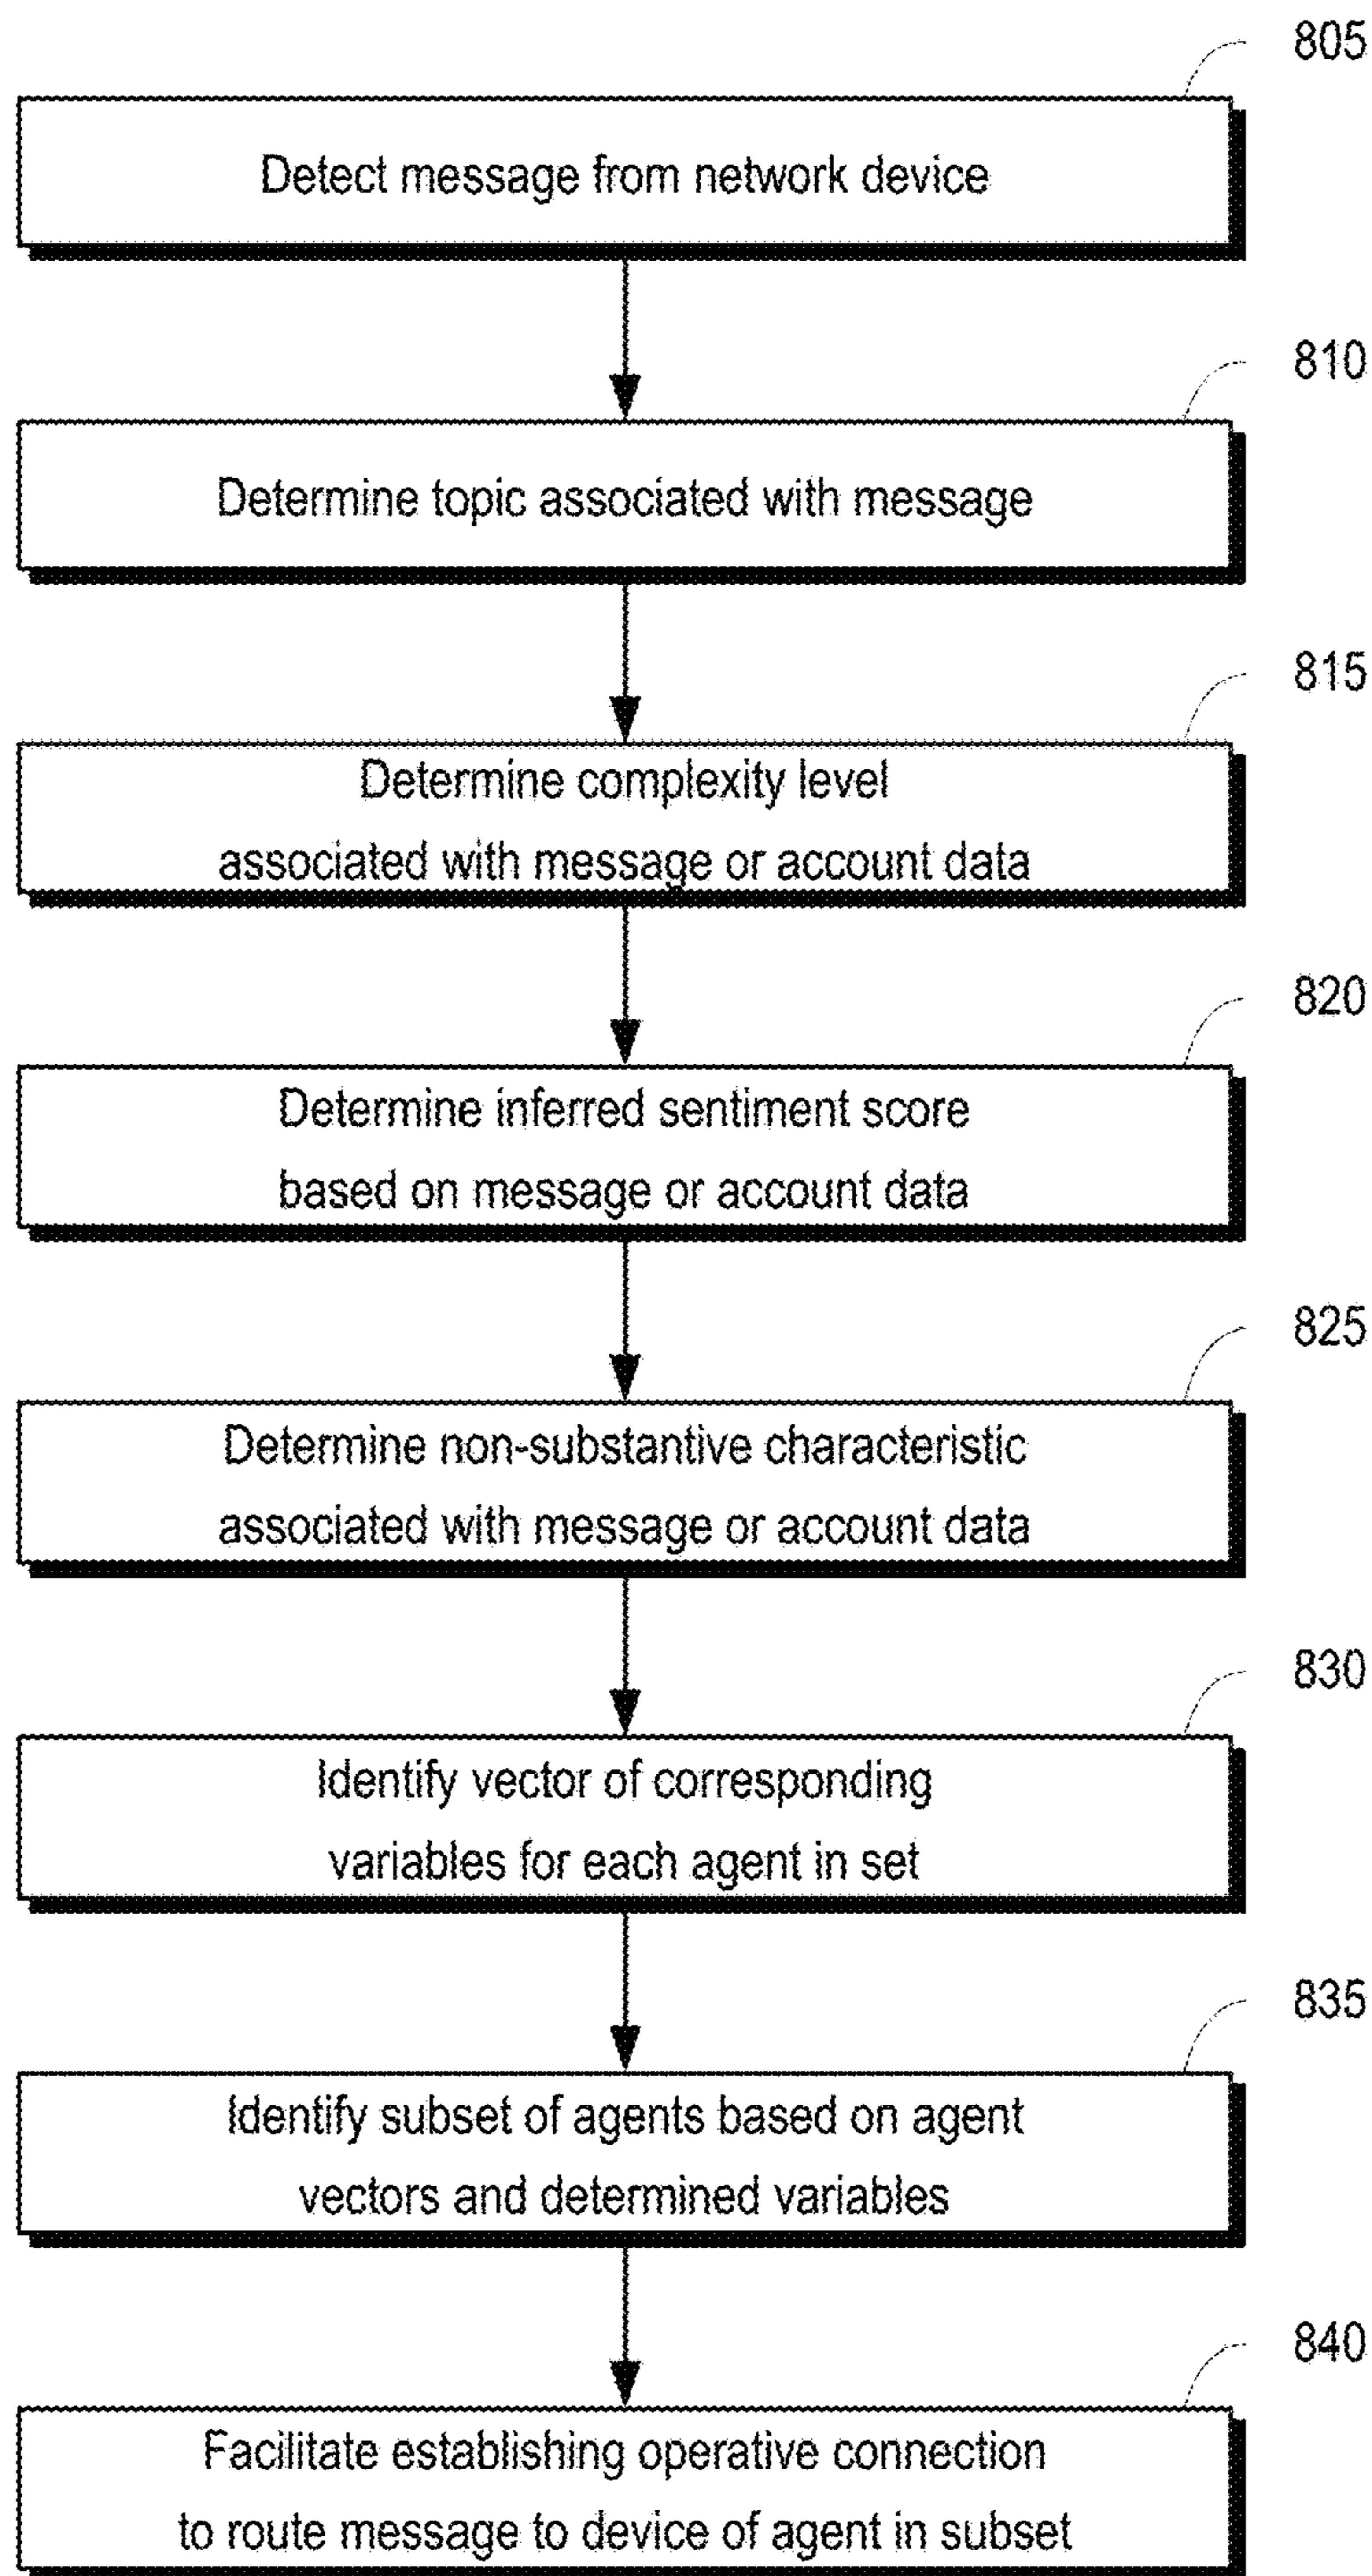 805
Detect message from network device
810
Determine topic associated with message
815
Determine complexity level
associated with message or account data
820
Determine inferred sentiment score
based on message or account data
825
Determine non-substantive characteristic
associated with message or account data
830
Identify vector of corresponding
variables for each agent in set
835
Identify subset of agents based on agent
vectors and determined variables
840
Facilitate establishing operative connection
to route message to device of agent in subset